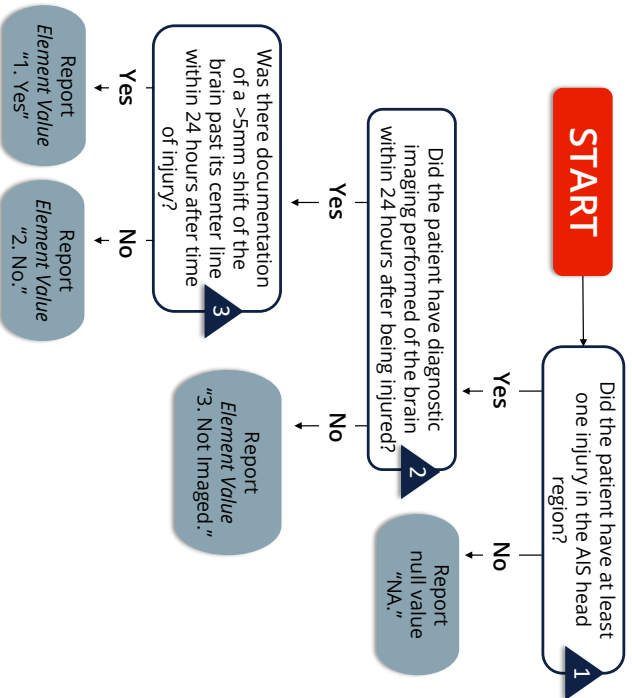 START
Did the patient have at least
one injury in the AIS head
region?
1
Yes
No
Report
null value
"NA."
Did the patient have diagnostic
imaging performed of the brain
within 24 hours after being injured?
2
Yes
No
Report
Element Value
"3. Not Imaged."
Was there documentation
of a >5mm shift of the
brain past its center line
within 24 hours after time
of injury?
3
Yes
No
Report
Element Value
"1. Yes"
Report
Element Value
"2. No."